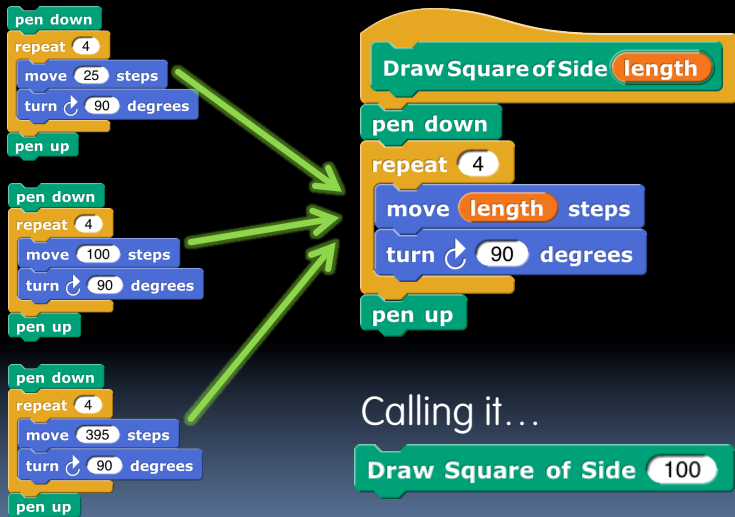 pen down
repeat 4
move 25 steps
turn 90 degrees
pen up
pen down
repeat 4
move 100 steps
turn 90 degrees
pen up
pen down
repeat 4
move 395 steps
turn 90 degrees
pen up
Draw Square of Side length
pen down
repeat 4
move length steps
turn 90 degrees
pen up
Calling it...
Draw Square of Side 100